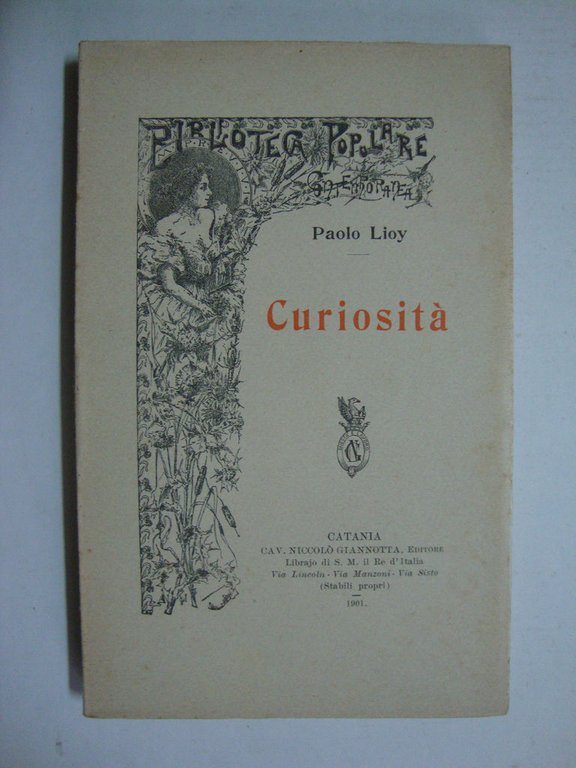 BIBLIOTECA POPOLARE
CONTEMPORANEA
Paolo Lioy
Curiosità
CATANIA
CAV. NICCOLÒ GIANNOTTA, EDITORE
Librajo di S. M. il Re d'Italia
Via Lincoln - Via Manzoni - Via Sisto
(Stabili propri)
1901.